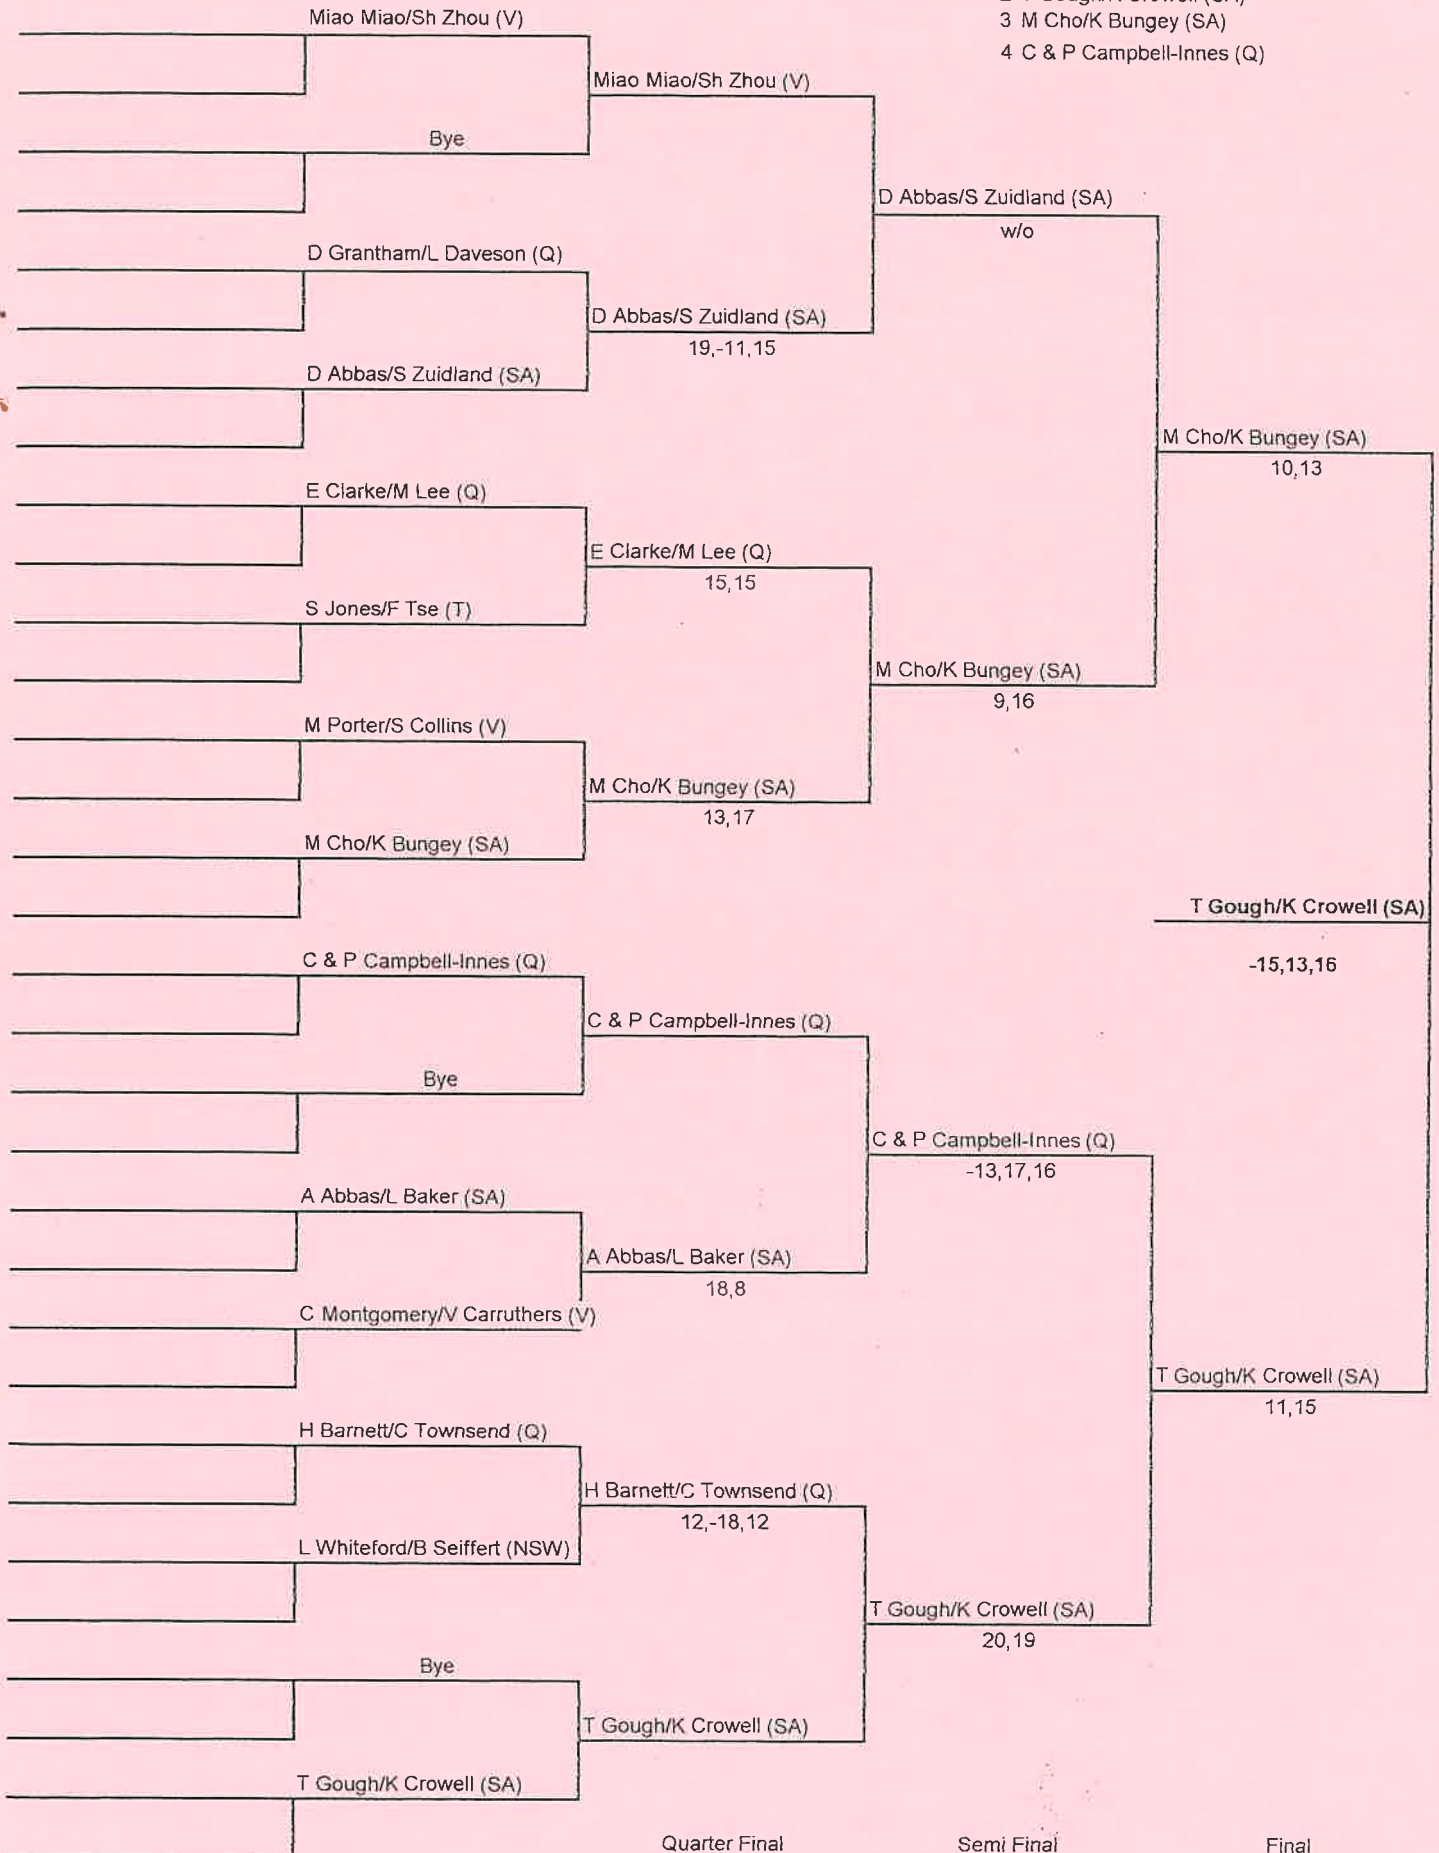 Miao Miao/Sh Zhou (V)
3 M Cho/K Bungey (SA)
4 C & P Campbell-Innes (Q)
Miao Miao/Sh Zhou (V)
Bye
D Abbas/S Zuidland (SA)
w/o
D Grantham/L Daveson (Q)
D Abbas/S Zuidland (SA)
19,-11,15
D Abbas/S Zuidland (SA)
M Cho/K Bungey (SA)
10,13
E Clarke/M Lee (Q)
E Clarke/M Lee (Q)
15,15
S Jones/F Tse (T)
M Cho/K Bungey (SA)
9,16
M Porter/S Collins (V)
M Cho/K Bungey (SA)
13,17
M Cho/K Bungey (SA)
T Gough/K Crowell (SA)
-15,13,16
C & P Campbell-Innes (Q)
C & P Campbell-Innes (Q)
Bye
C & P Campbell-Innes (Q)
-13,17,16
A Abbas/L Baker (SA)
A Abbas/L Baker (SA)
18,8
C Montgomery/V Carruthers (V)
T Gough/K Crowell (SA)
11,15
H Barnett/C Townsend (Q)
H Barnett/C Townsend (Q)
12,-18,12
L Whiteford/B Seiffert (NSW)
T Gough/K Crowell (SA)
20,19
Bye
T Gough/K Crowell (SA)
T Gough/K Crowell (SA)
Quarter Final
Semi Final
Final